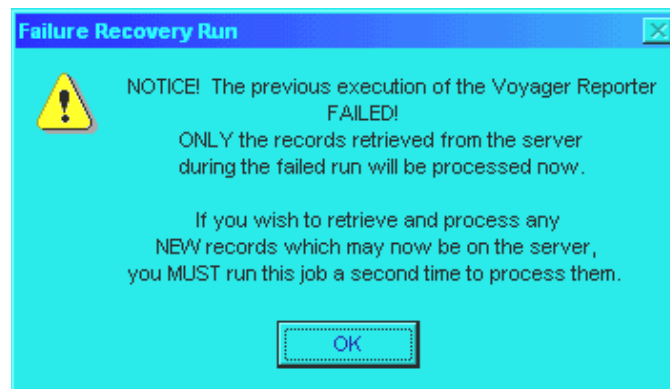 Failure Recovery Run
NOTICE! The previous execution of the Voyager Reporter
FAILED!
ONLY the records retrieved from the server
during the failed run will be processed now.
If you wish to retrieve and process any
NEW records which may now be on the server,
you MUST run this job a second time to process them.
OK